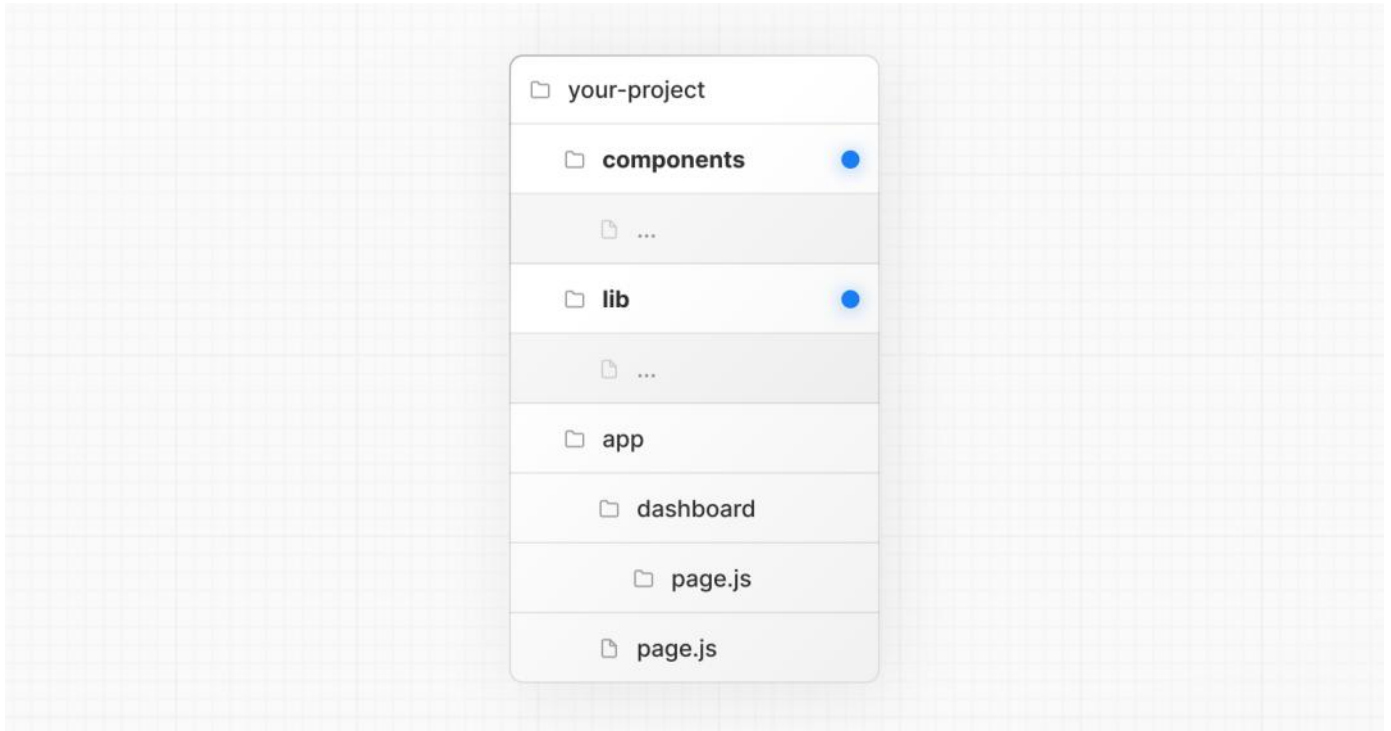 your-project
components
...
lib
...
app
dashboard
page.js
page.js